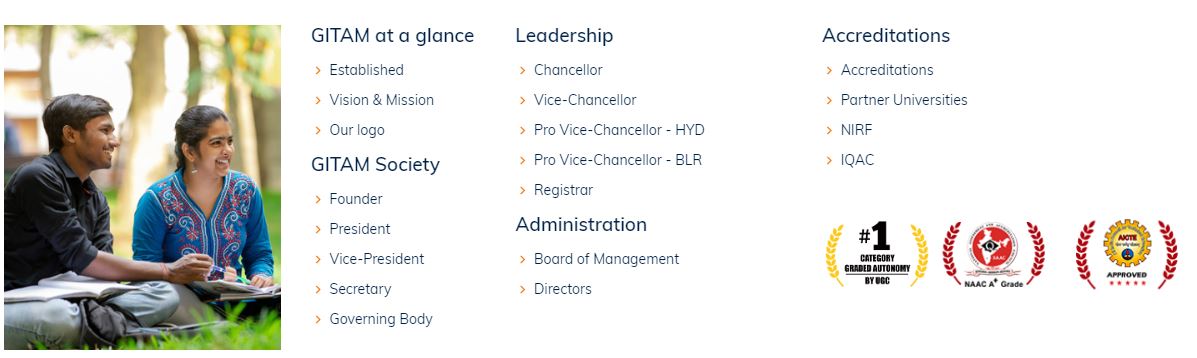 GITAM at a glance
Established
Vision & Mission
Our logo
GITAM Society
Founder
President
Vice-President
Secretary
Governing Body
Leadership
Chancellor
Vice-Chancellor
Pro Vice-Chancellor - HYD
Pro Vice-Chancellor - BLR
Registrar
Administration
Board of Management
Directors
Accreditations
Accreditations
Partner Universities
NIRF
IQAC
#1
CATEGORY
GRADED AUTONOMY
BY UGC
NAAC
NAAC A+ Grade
AICTE
APPROVED